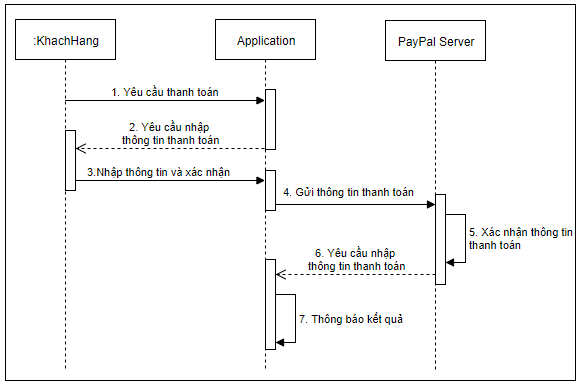 :KhachHang
Application
PayPal Server
1. Yêu cầu thanh toán
2. Yêu cầu nhập
thông tin thanh toán
3.Nhập thông tin và xác nhận
4. Gửi thông tin thanh toán
5. Xác nhận thông tin
thanh toán
6. Yêu cầu nhập
thông tin thanh toán
7. Thông báo kết quả